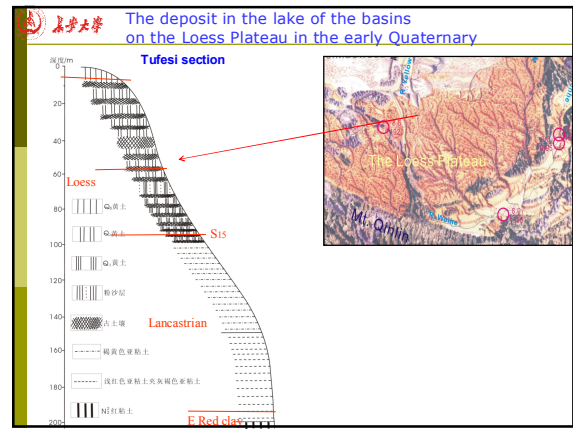 长安大学
The deposit in the lake of the basins
on the Loess Plateau in the early Quaternary
Tufesi section
深度/m
0
20
40
60
80
100
120
140
160
180
200
Loess
S15
Lancastrian
E Red clay
黄土
黄土
黄土
粉沙层
古土壤
褐黄色亚粘土
浅红色亚粘土夹灰褐色亚粘土
红粘土
The Loess Plateau
Mt. Qinlin
R. Weihe
R. Yellow